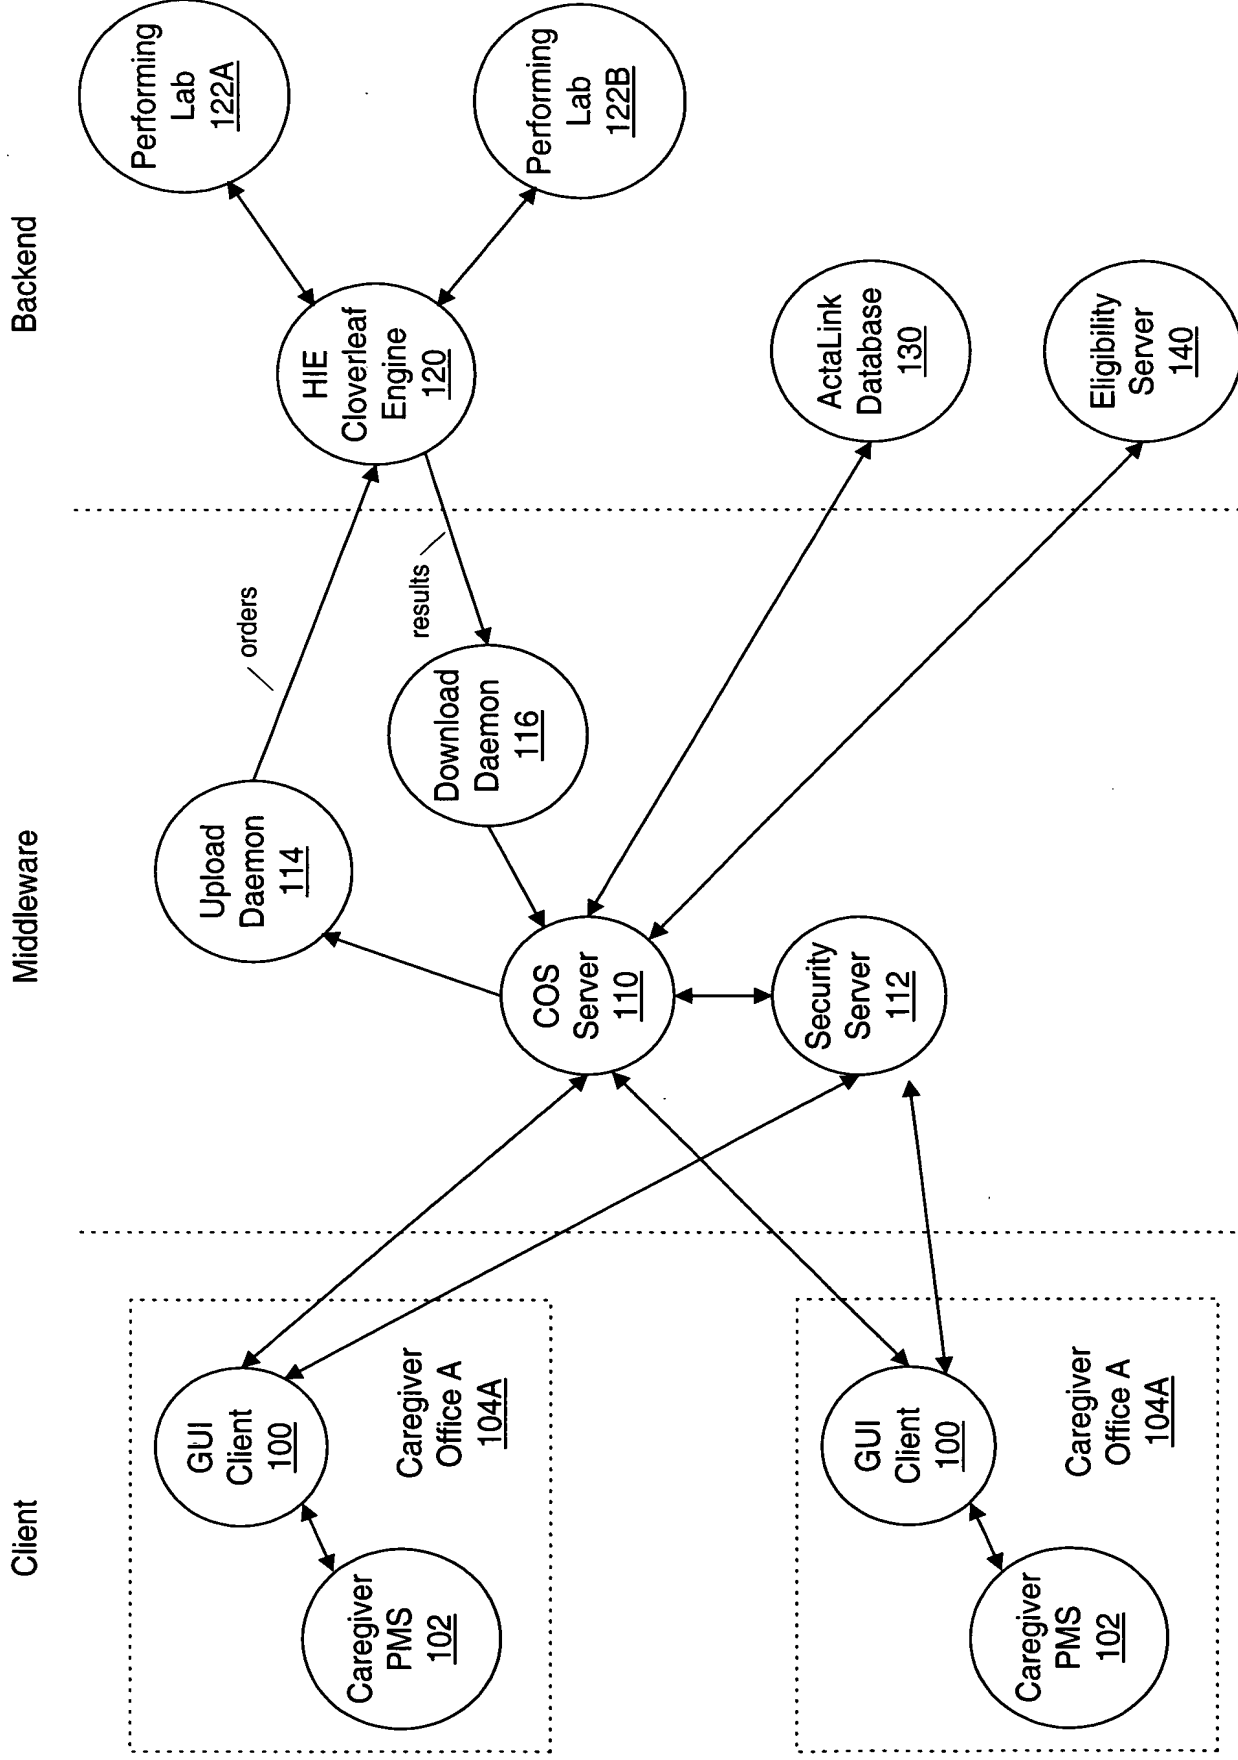 Client
Middleware
Backend
GUI
Client
100
Caregiver
PMS
102
Caregiver
Office A
104A
GUI
Client
100
Caregiver
PMS
102
Caregiver
Office A
104A
Upload
Daemon
114
orders
Download
Daemon
116
results
COS
Server
110
Security
Server
112
Performing
Lab
122A
Performing
Lab
122B
HIE
Cloverleaf
Engine
120
ActaLink
Database
130
Eligibility
Server
140